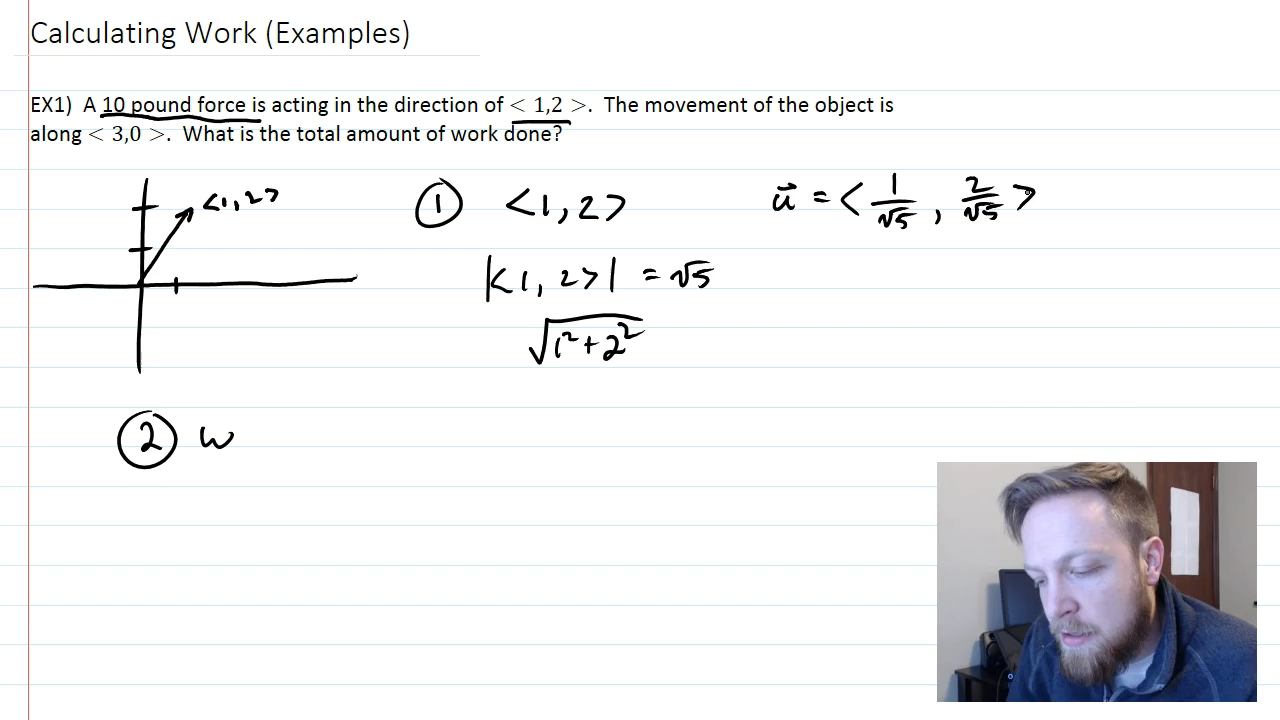 Calculating Work (Examples)
EX1) A 10 pound force is acting in the direction of < 1,2 >. The movement of the object is
along < 3,0 >. What is the total amount of work done?
<1,2>
① <1,2>
u⃗ = <1/√5, 2/√5>
|<1,2>| = √5
√(1²+2²)
② w